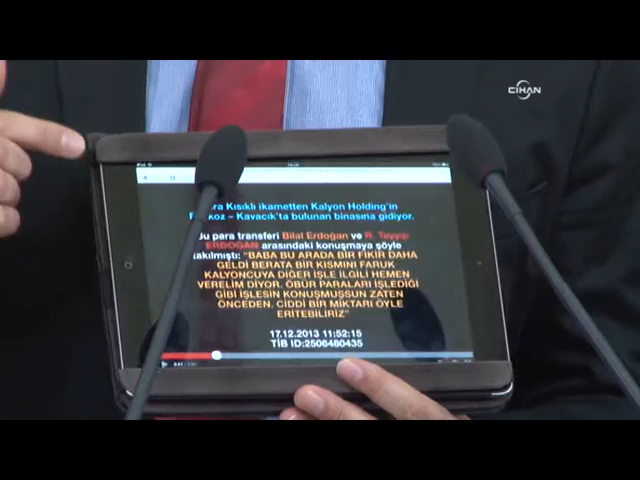 CİHAN
Kısıklı ikametten Kalyon Holding'in
– Kavacık'ta bulunan binasına gidiyor.
Bu para transferi Bilal Erdoğan ve R. Tayyip
ERDOĞAN arasındaki konuşmaya şöyle
takılmıştı: "BABA BU ARADA BİR FİKİR DAHA
GELDİ BERATA BİR KISMINI FARUK
KALYONCUYA DİĞER İŞLE İLGİLİ HEMEN
VERELİM DİYOR. ÖBÜR PARALARI İŞLEDİĞİ
GİBİ İŞLESİN KONUŞMUŞSUN ZATEN
ÖNCEDEN. CİDDİ BİR MİKTARI ÖYLE
ERİTEBİLİRİZ"
17.12.2013 11:52:15
TİB ID:2506480435